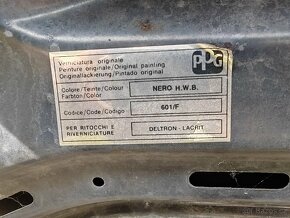 Verniciatura originale
Peinture originale/Original painting
Originallackierung/Pintado original
PPG
Colore/Teinte/Colour
Farbton/Color
NERO H.W.B.
Codice/Code/Codigo
601/F
PER RITOCCHI E
RIVERNICIATURE
DELTRON - LACRIT